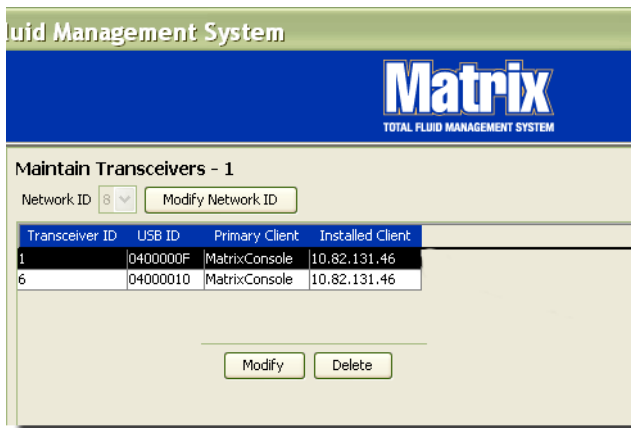 luid Management System
Matrix
TOTAL FLUID MANAGEMENT SYSTEM
Maintain Transceivers - 1
Network ID 8 Modify Network ID
Transceiver ID USB ID Primary Client Installed Client
1 0400000F MatrixConsole 10.82.131.46
6 04000010 MatrixConsole 10.82.131.46
Modify Delete